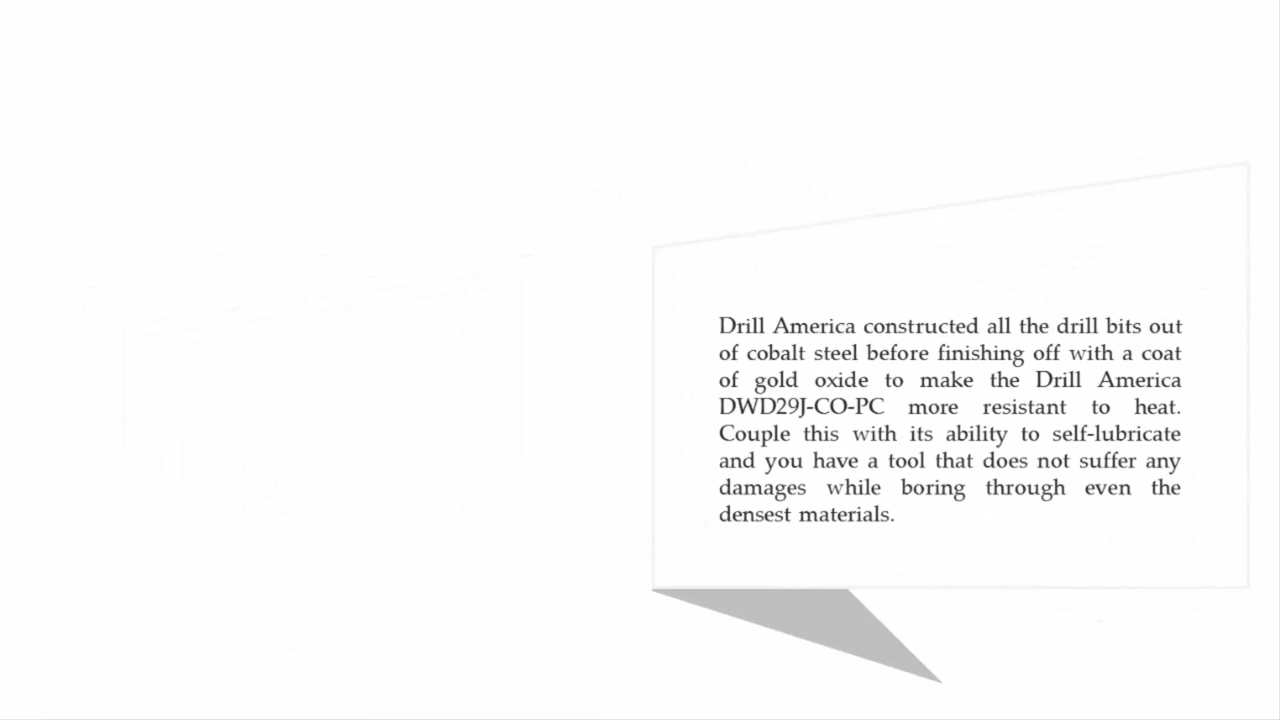 Drill America constructed all the drill bits out
of cobalt steel before finishing off with a coat
of gold oxide to make the Drill America
DWD29J-CO-PC more resistant to heat.
Couple this with its ability to self-lubricate
and you have a tool that does not suffer any
damages while boring through even the
densest materials.